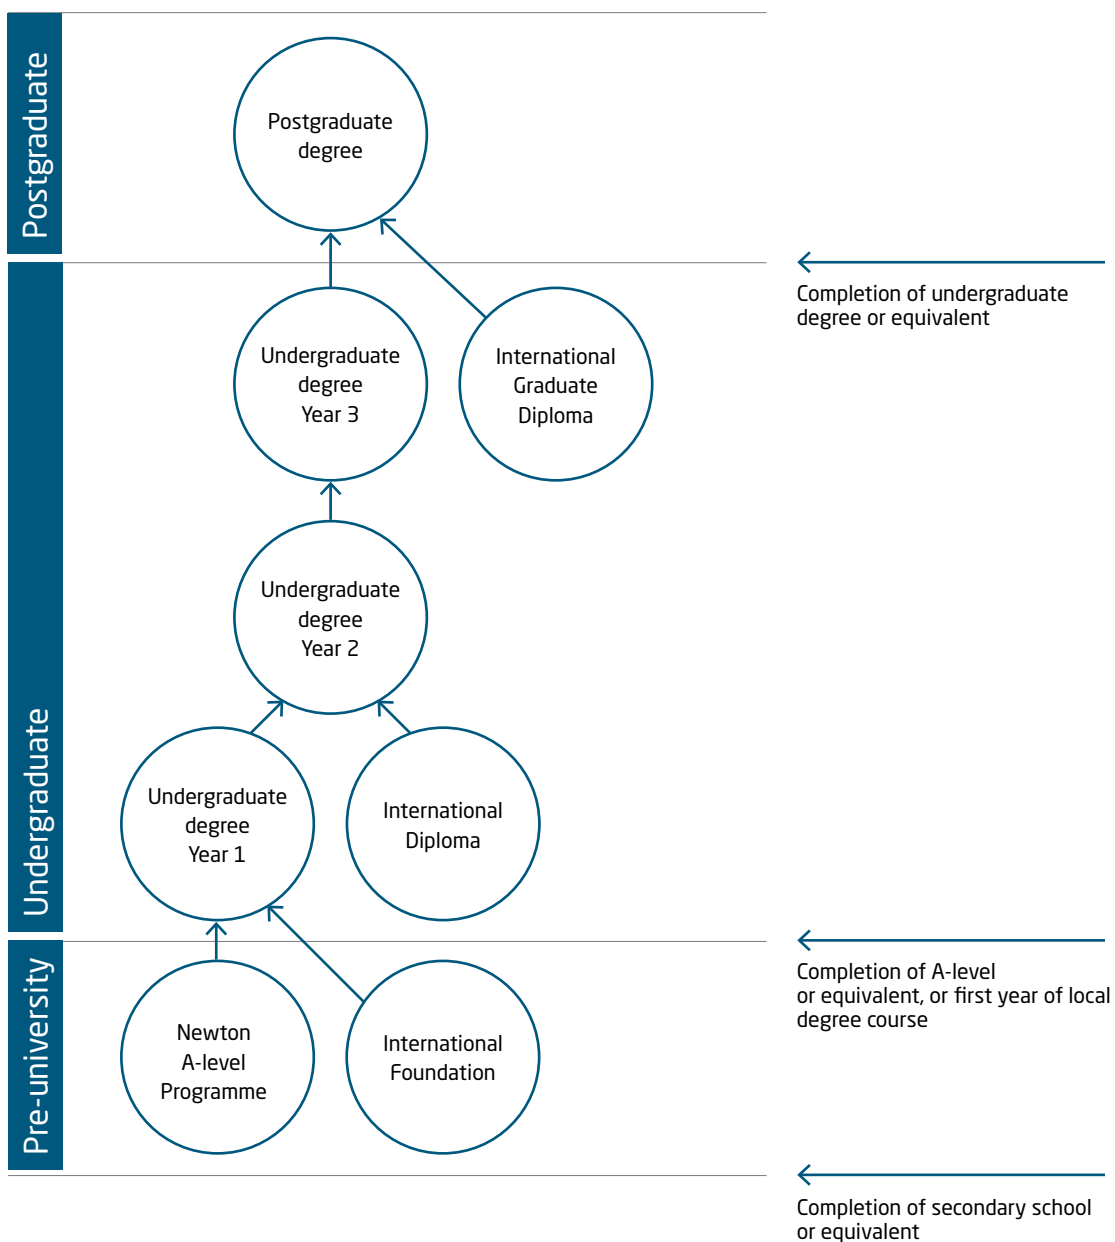 Postgraduate
Postgraduate
degree
Completion of undergraduate
degree or equivalent
Undergraduate
Undergraduate
degree
Year 3
International
Graduate
Diploma
Undergraduate
degree
Year 2
Undergraduate
degree
Year 1
International
Diploma
Completion of A-level
or equivalent, or first year of local
degree course
Pre-university
Newton
A-level
Programme
International
Foundation
Completion of secondary school
or equivalent